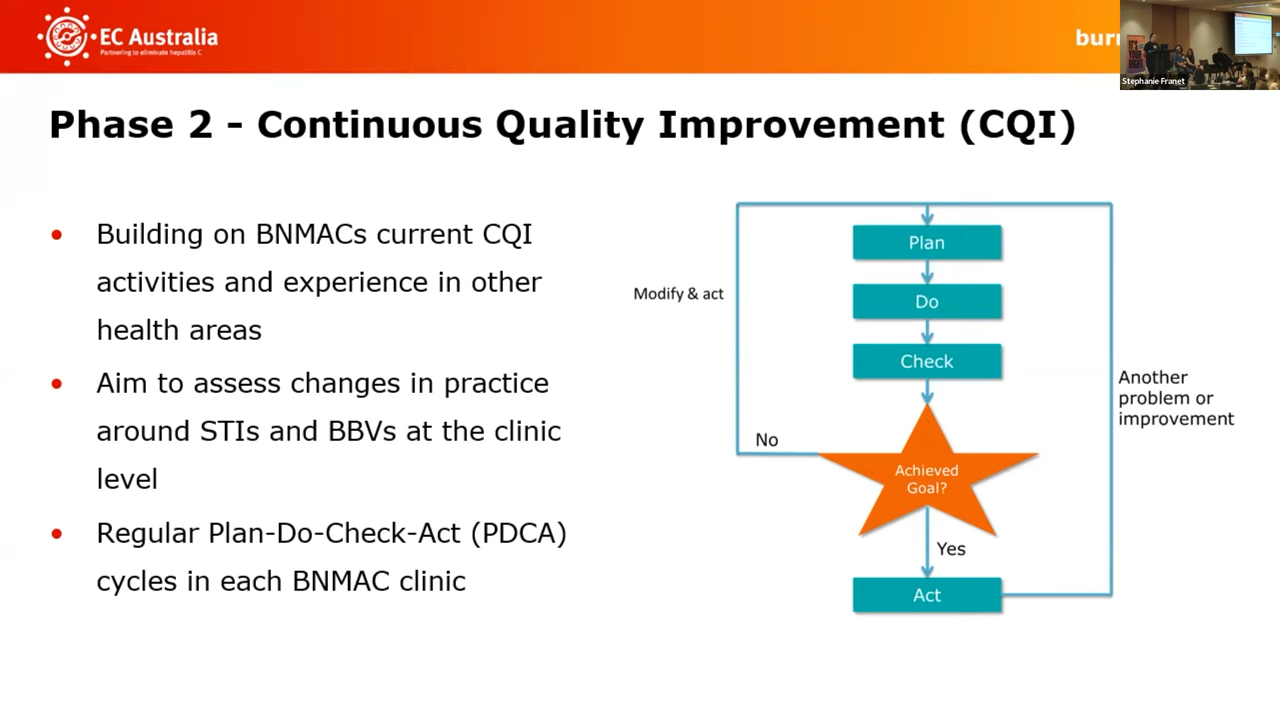 EC Australia
Partnering to eliminate hepatitis C
Stephanie Franet
Phase 2 - Continuous Quality Improvement (CQI)
• Building on BNMACs current CQI
activities and experience in other
health areas
• Aim to assess changes in practice
around STIs and BBVs at the clinic
level
• Regular Plan-Do-Check-Act (PDCA)
cycles in each BNMAC clinic
Plan
Do
Modify & act
Check
Another
problem or
improvement
No
Achieved
Goal?
Yes
Act